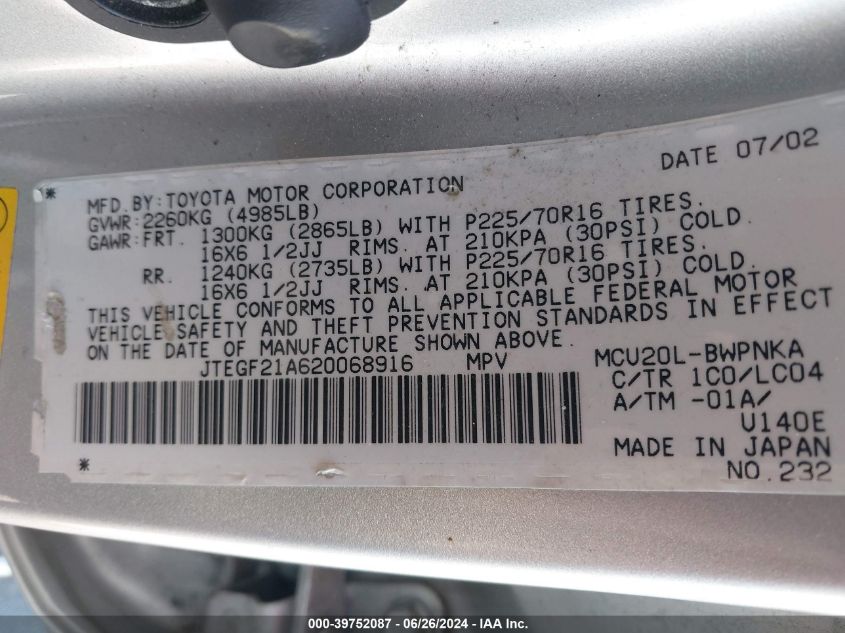 DATE 07/02
* MFD.BY:TOYOTA MOTOR CORPORATION
GVWR:2260KG (4985LB)
GAWR:FRT. 1300KG (2865LB) WITH P225/70R16 TIRES.
16X6 1/2JJ RIMS. AT 210KPA (30PSI) COLD.
RR. 1240KG (2735LB) WITH P225/70R16 TIRES.
16X6 1/2JJ RIMS. AT 210KPA (30PSI) COLD.
THIS VEHICLE CONFORMS TO ALL APPLICABLE FEDERAL MOTOR
VEHICLE SAFETY AND THEFT PREVENTION STANDARDS IN EFFECT
ON THE DATE OF MANUFACTURE SHOWN ABOVE.
JTEGF21A620068916 MPV MCU20L-BWPNKA
C/TR 1C0/LC04
A/TM -01A/
U140E
MADE IN JAPAN
* NO.232
000-39752087 - 06/26/2024 - IAA Inc.